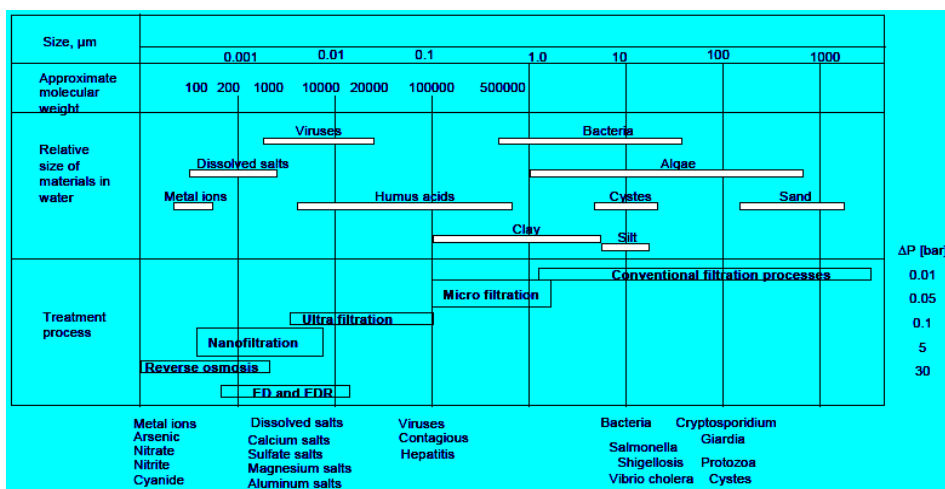 Size, µm
0.001 0.01 0.1 1.0 10 100 1000
Approximate
molecular
weight
100 200 1000 10000 20000 100000 500000
Relative
size of
materials in
water
Viruses Bacteria
Dissolved salts Algae
Metal ions Humus acids Cystes Sand
Clay Silt
ΔP [bar]
Treatment
process
Conventional filtration processes 0.01
Micro filtration 0.05
Ultra filtration 0.1
Nanofiltration 5
Reverse osmosis 30
ED and EDR
Metal ions
Arsenic
Nitrate
Nitrite
Cyanide
Dissolved salts
Calcium salts
Sulfate salts
Magnesium salts
Aluminum salts
Viruses
Contagious
Hepatitis
Bacteria
Salmonella
Shigellosis
Vibrio cholera
Cryptosporidium
Giardia
Protozoa
Cystes